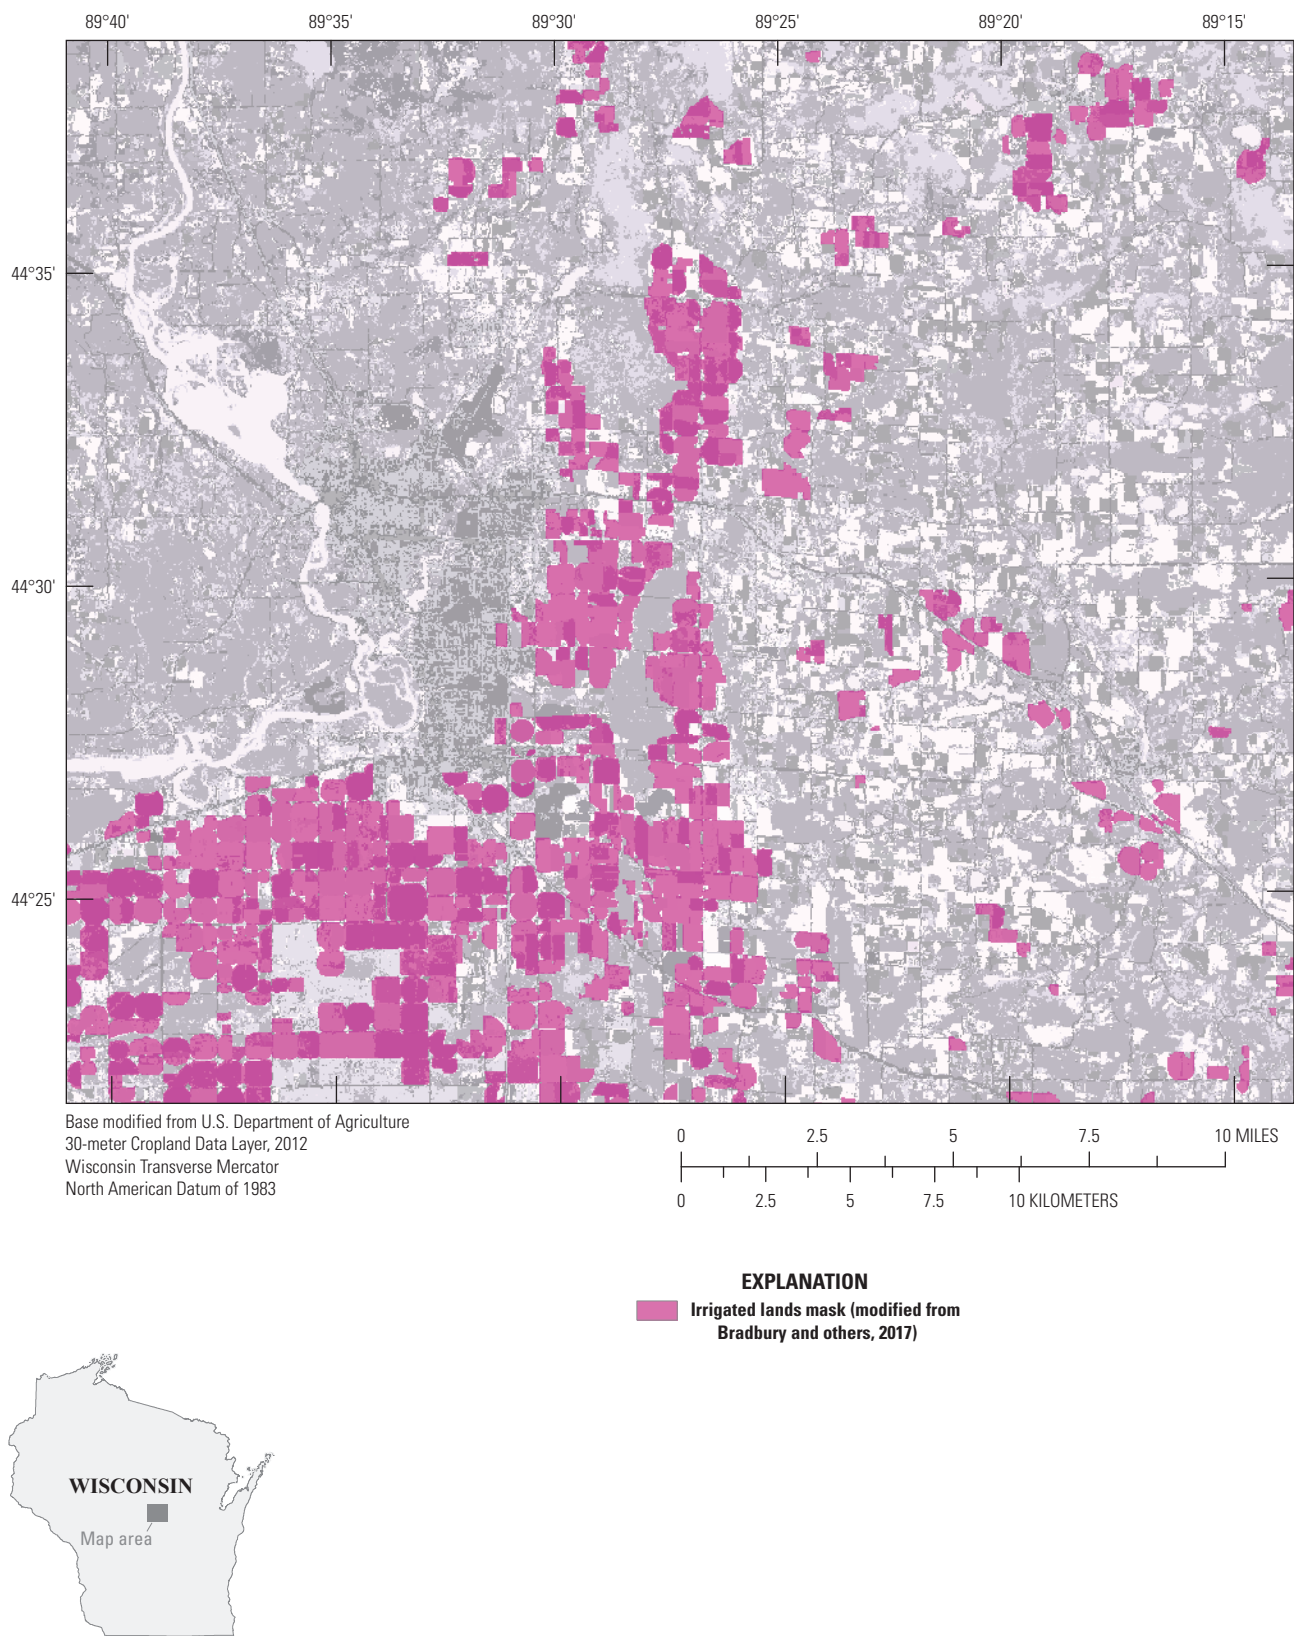 89°40' 89°35' 89°30' 89°25' 89°20' 89°15'
44°35'
44°30'
44°25'
Base modified from U.S. Department of Agriculture
30-meter Cropland Data Layer, 2012
Wisconsin Transverse Mercator
North American Datum of 1983
0 2.5 5 7.5 10 MILES
0 2.5 5 7.5 10 KILOMETERS
EXPLANATION
Irrigated lands mask (modified from
Bradbury and others, 2017)
WISCONSIN
Map area